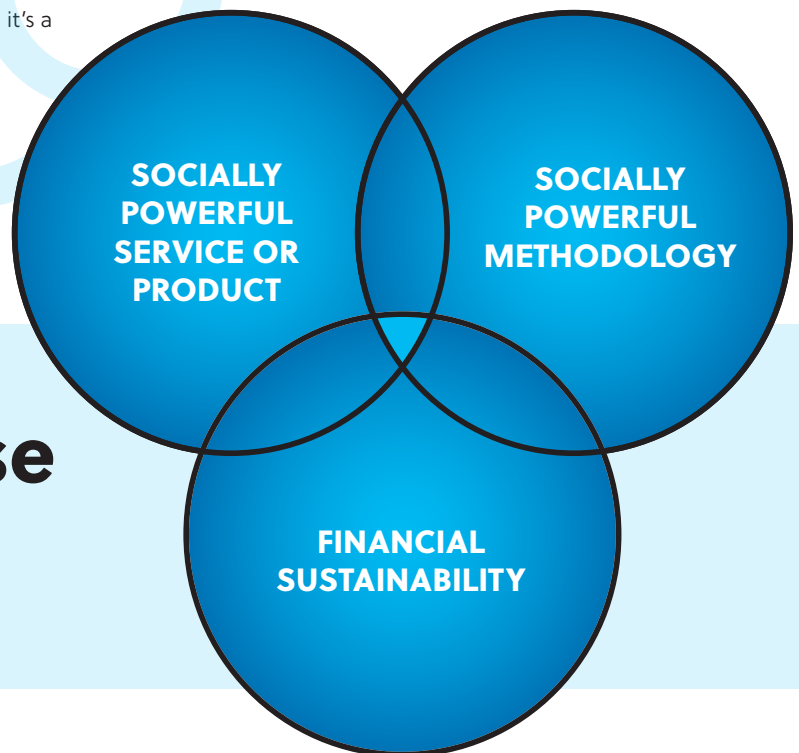 it's a
SOCIALLY
POWERFUL
SERVICE OR
PRODUCT
SOCIALLY
POWERFUL
METHODOLOGY
se
FINANCIAL
SUSTAINABILITY